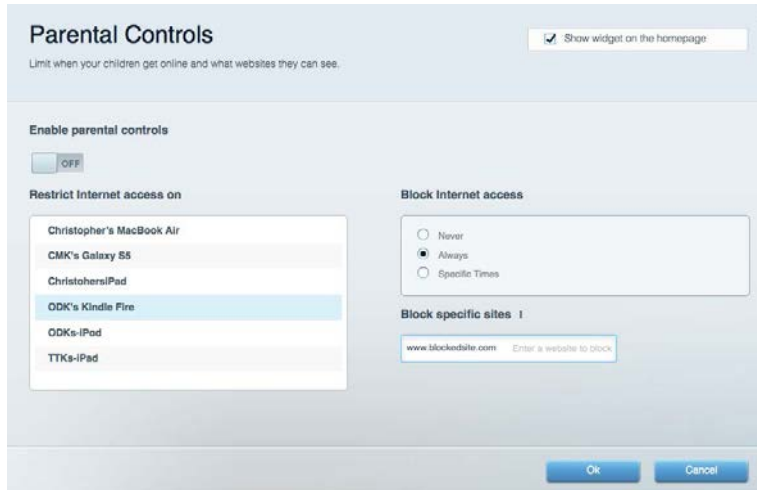 Parental Controls
Show widget on the homepage
Limit when your children get online and what websites they can see.
Enable parental controls
OFF
Restrict Internet access on
Christopher's MacBook Air
CMK's Galaxy S5
ChristohersiPad
ODK's Kindle Fire
ODKs-iPod
TTKs-iPad
Block Internet access
Never
Always
Specific Times
Block specific sites
www.blockedsite.com Enter a website to block
Ok
Cancel